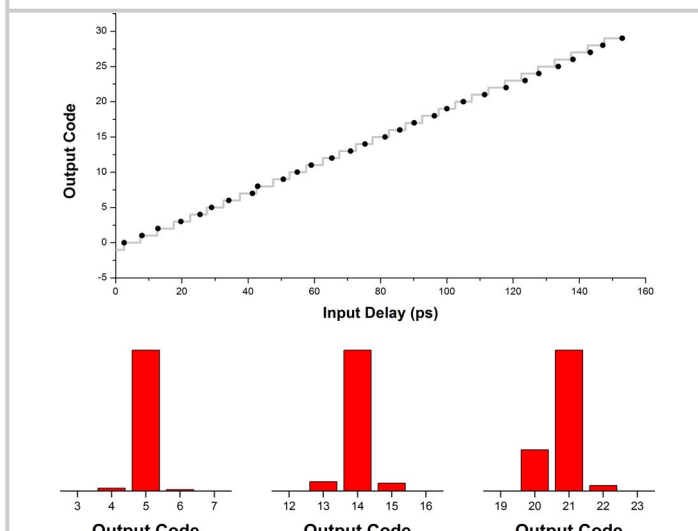 30
25
20
15
10
5
0
-5
Output Code
0 20 40 60 80 100 120 140 160
Input Delay (ps)
3 4 5 6 7
12 13 14 15 16
19 20 21 22 23
Output Code
Output Code
Output Code